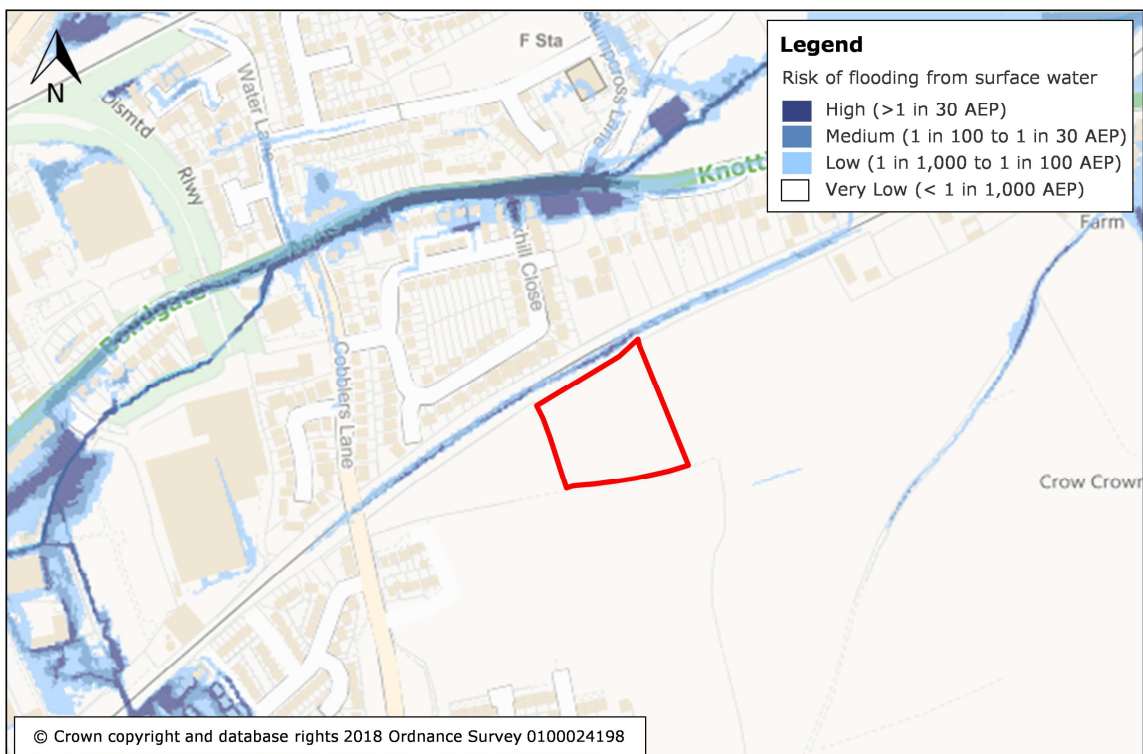 Legend
Risk of flooding from surface water
High (>1 in 30 AEP)
Medium (1 in 100 to 1 in 30 AEP)
Low (1 in 1,000 to 1 in 100 AEP)
Very Low (< 1 in 1,000 AEP)
N
F Sta
Water Lane
Dismtd
Rlwy
Knotti
Farm
Cobblers Lane
Crow Crown
© Crown copyright and database rights 2018 Ordnance Survey 0100024198